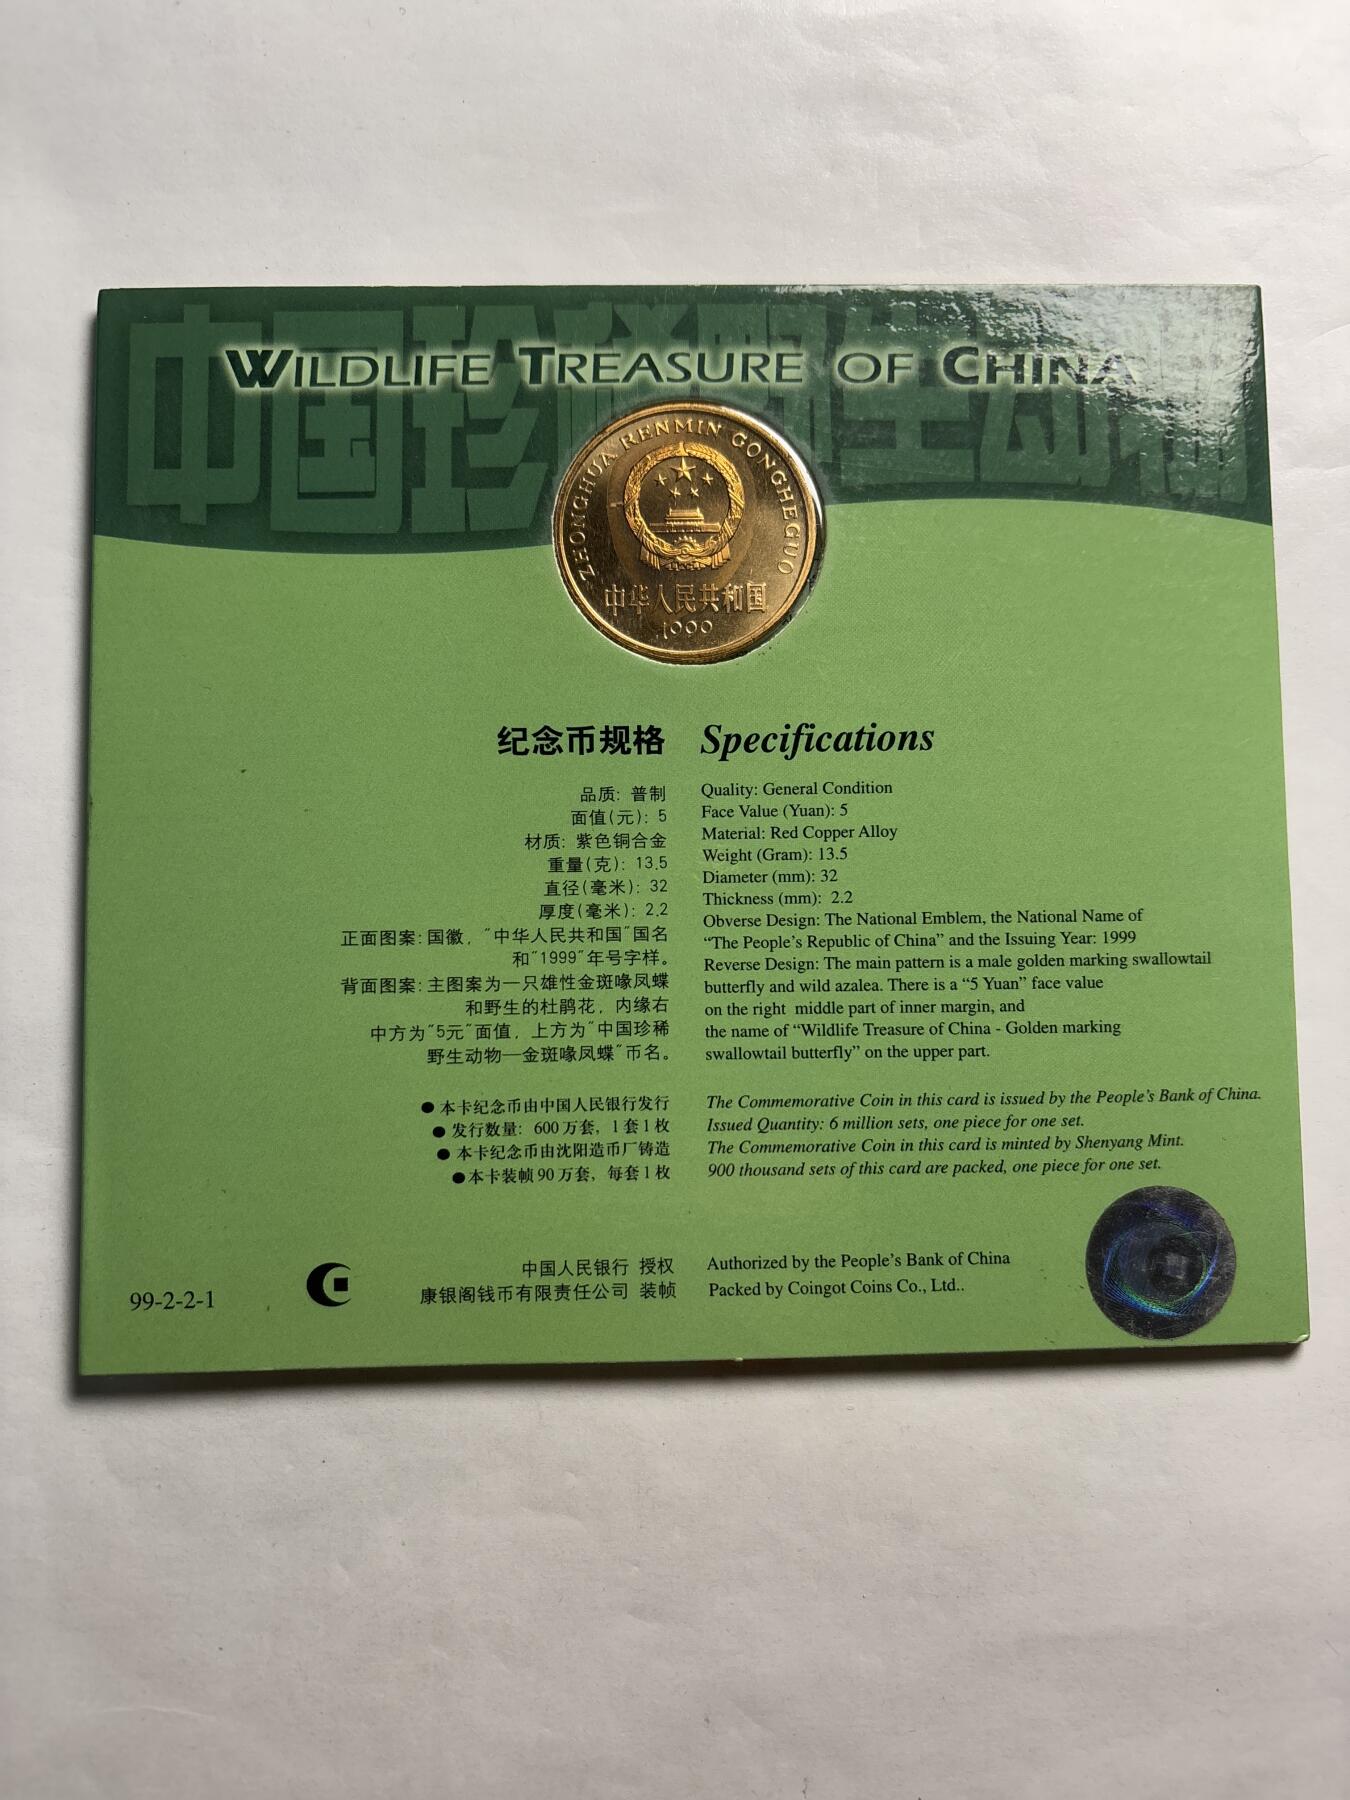 中国珍稀野生动物
WILDLIFE TREASURE OF CHINA
ZHONGHUA RENMIN GONGHEGUO
中华人民共和国
1999
纪念币规格 Specifications
品质：普制
面值(元)：5
材质：紫色铜合金
重量(克)：13.5
直径(毫米)：32
厚度(毫米)：2.2
正面图案：国徽，"中华人民共和国"国名
和"1999"年号字样。
背面图案：主图案为一只雄性金斑喙凤蝶
和野生的杜鹃花，内缘右
中方为"5元"面值，上方为"中国珍稀
野生动物—金斑喙凤蝶"币名。
Quality: General Condition
Face Value (Yuan): 5
Material: Red Copper Alloy
Weight (Gram): 13.5
Diameter (mm): 32
Thickness (mm): 2.2
Obverse Design: The National Emblem, the National Name of
“The People’s Republic of China” and the Issuing Year: 1999
Reverse Design: The main pattern is a male golden marking swallowtail
butterfly and wild azalea. There is a “5 Yuan” face value
on the right middle part of inner margin, and
the name of “Wildlife Treasure of China - Golden marking
swallowtail butterfly” on the upper part.
●本卡纪念币由中国人民银行发行
●发行数量：600万套，1套1枚
●本卡纪念币由沈阳造币厂铸造
●本卡装帧90万套，每套1枚
The Commemorative Coin in this card is issued by the People’s Bank of China.
Issued Quantity: 6 million sets, one piece for one set.
The Commemorative Coin in this card is minted by Shenyang Mint.
900 thousand sets of this card are packed, one piece for one set.
99-2-2-1
中国人民银行 授权
康银阁钱币有限责任公司 装帧
Authorized by the People’s Bank of China
Packed by Coingot Coins Co., Ltd..